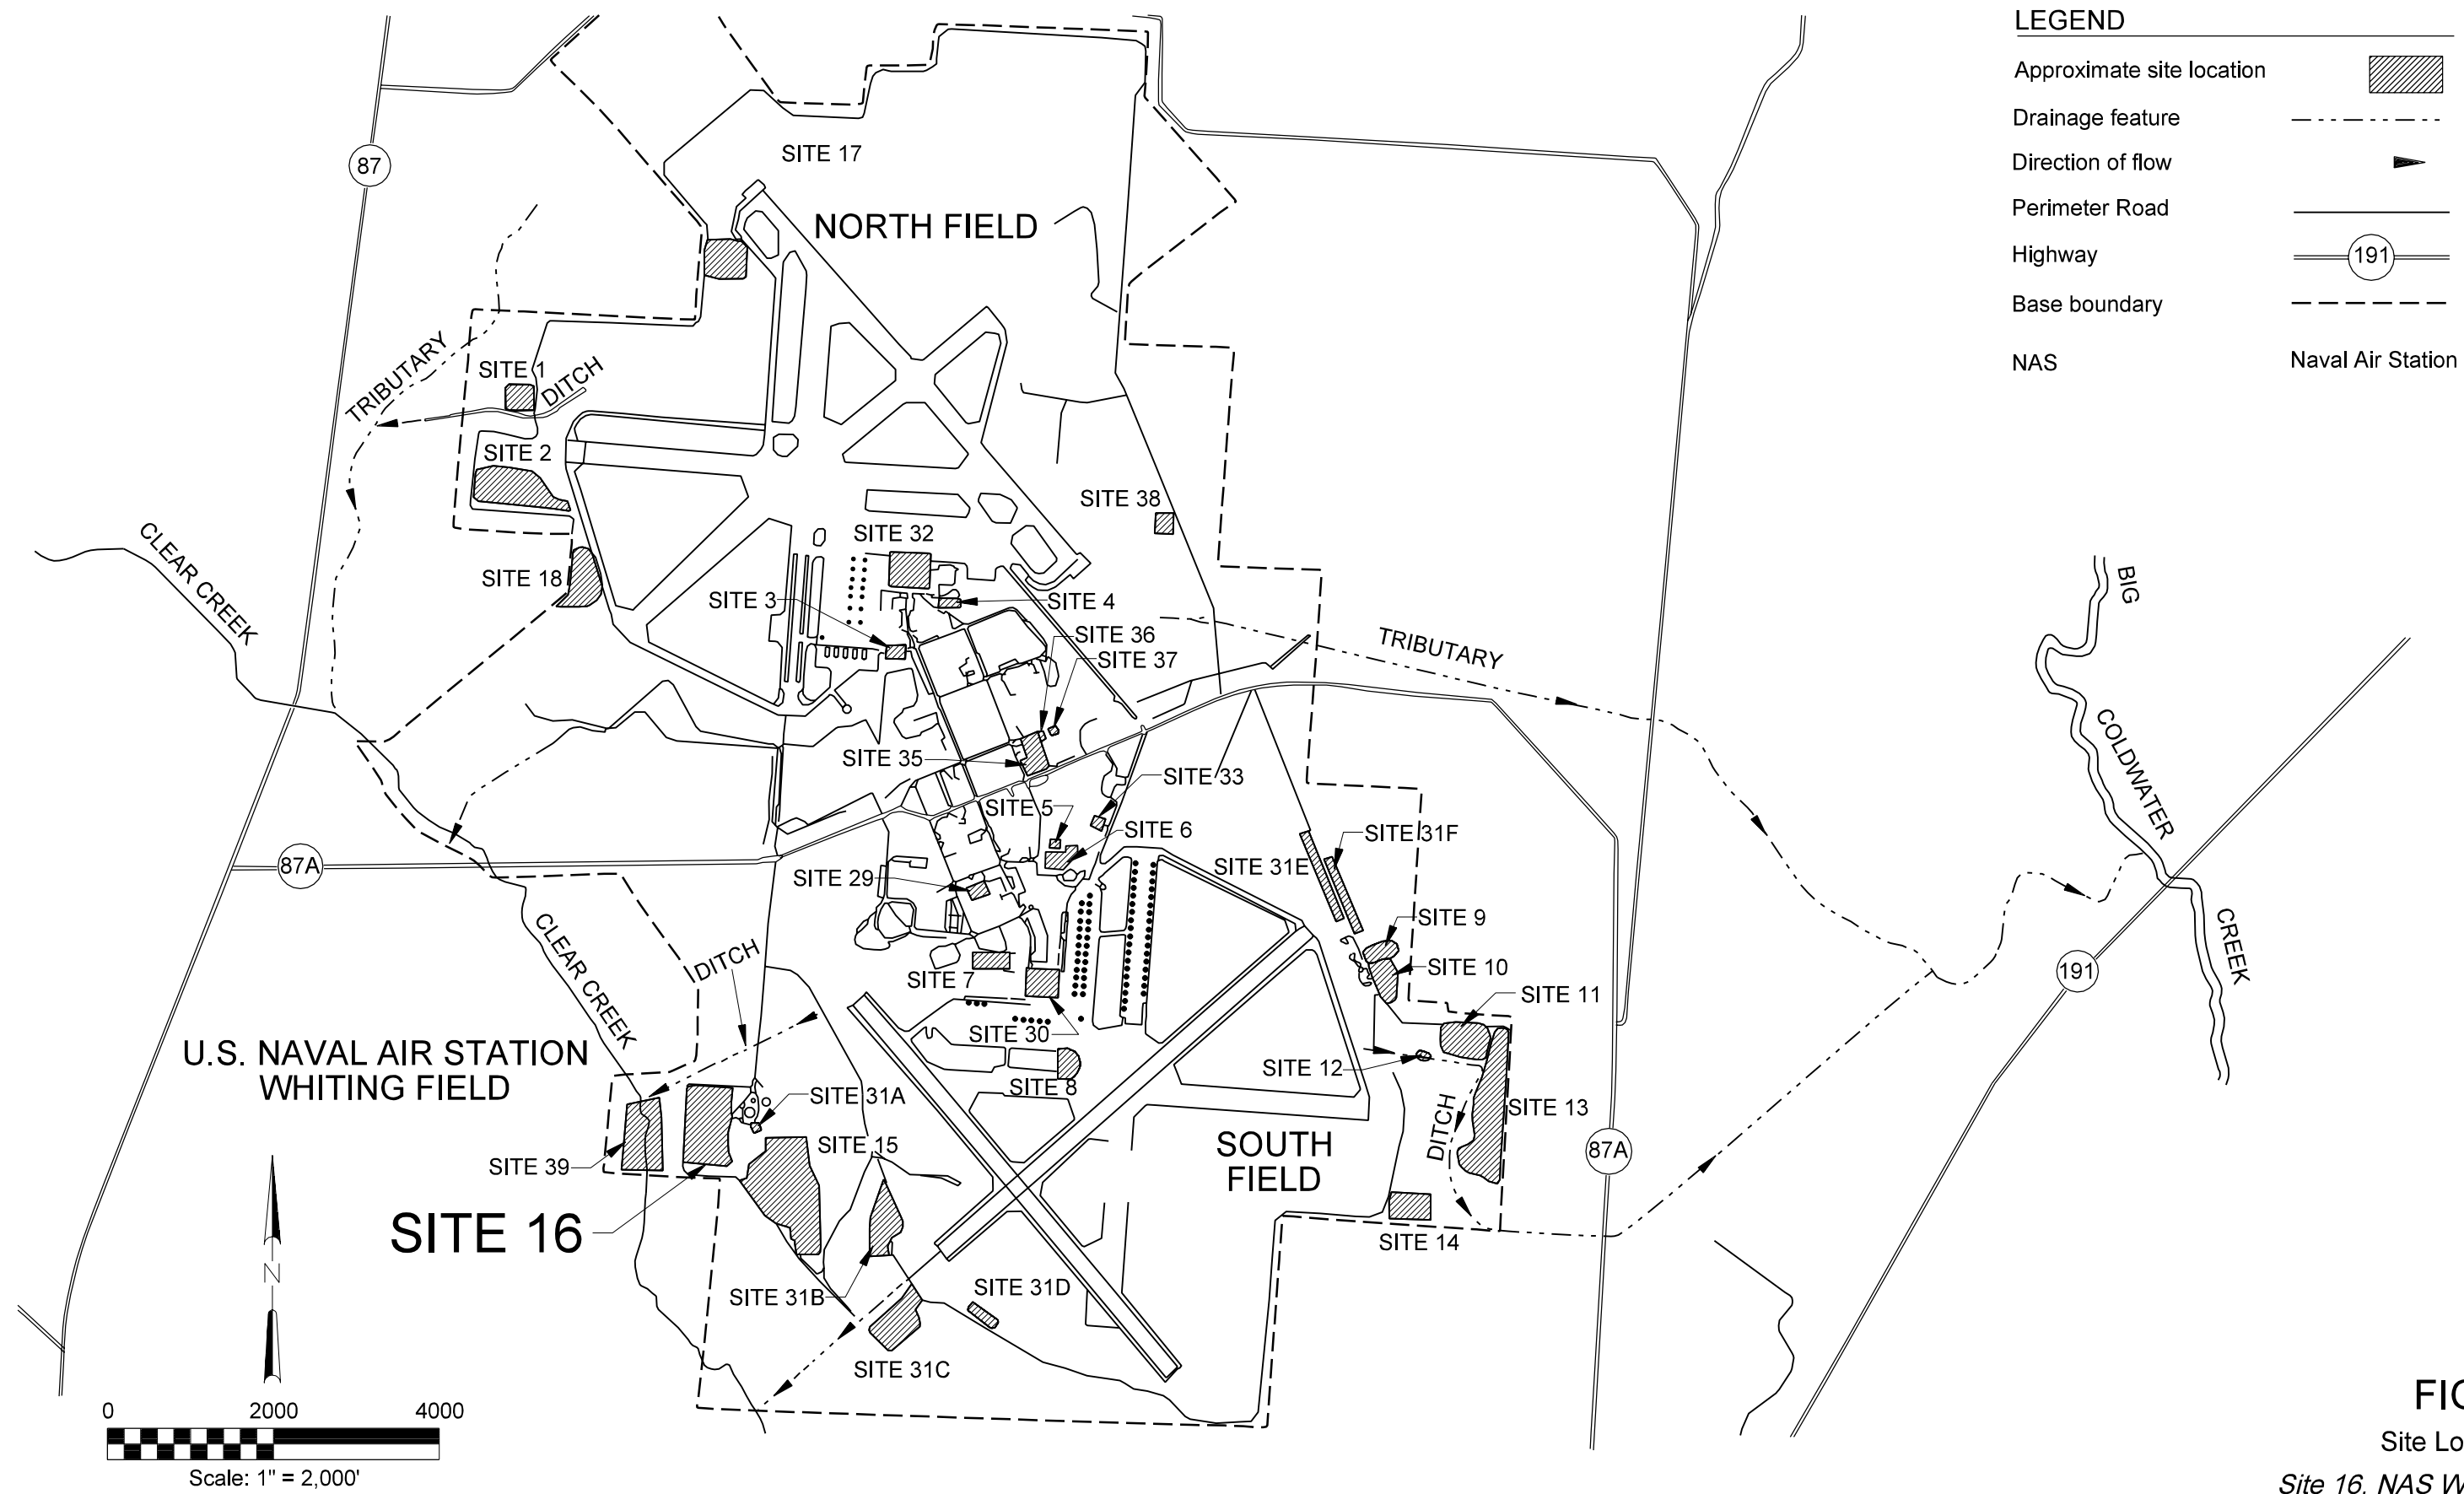 LEGEND
Approximate site location
Drainage feature
Direction of flow
Perimeter Road
Highway 191
Base boundary
NAS Naval Air Station
SITE 17
87
NORTH FIELD
TRIBUTARY
SITE 1
DITCH
SITE 2
SITE 38
SITE 32
CLEAR CREEK
SITE 18
SITE 3
SITE 4
SITE 36
SITE 37
TRIBUTARY
BIG
COLDWATER
CREEK
SITE 35
SITE 33
SITE 5
SITE 6
SITE 31F
SITE 31E
87A
SITE 29
SITE 9
CLEAR CREEK
DITCH
SITE 7
SITE 10
191
SITE 11
SITE 30
U.S. NAVAL AIR STATION
WHITING FIELD
SITE 12
SITE 8
SITE 31A
SITE 13
DITCH
SITE 15
SOUTH
FIELD
87A
SITE 39
SITE 16
SITE 14
SITE 31B
SITE 31D
SITE 31C
N
0 2000 4000
Scale: 1" = 2,000'
Site 16, NAS